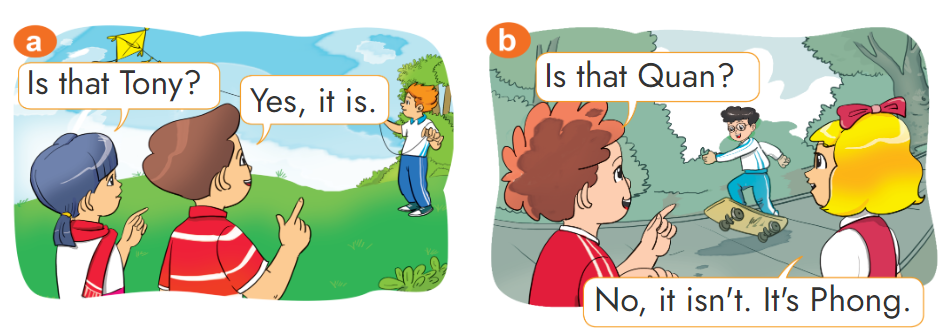 a
Is that Tony?
Yes, it is.
b
Is that Quan?
No, it isn't. It's Phong.